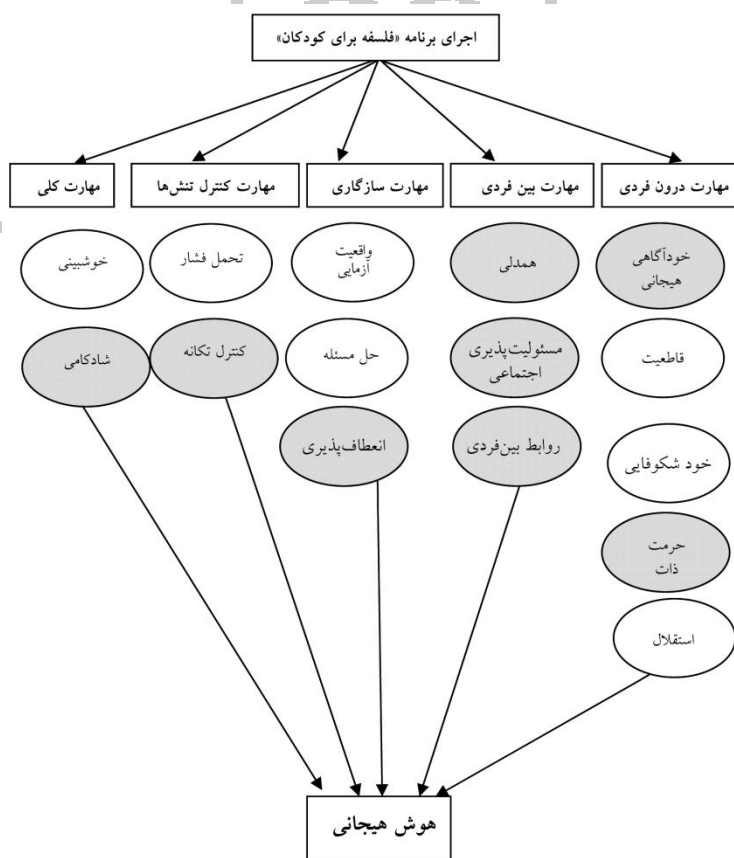 اجرای برنامه «فلسفه برای کودکان»
مهارت درون فردی
مهارت بین فردی
مهارت سازگاری
مهارت کنترل تنش‌ها
مهارت کلی
خودآگاهی
هیجانی
قاطعیت
خود شکوفایی
حرمت
ذات
استقلال
همدلی
مسئولیت‌پذیری
اجتماعی
روابط بین‌فردی
واقعیت
آزمایی
حل مسئله
انعطاف‌پذیری
تحمل فشار
کنترل تکانه
خوشبینی
شادکامی
هوش هیجانی